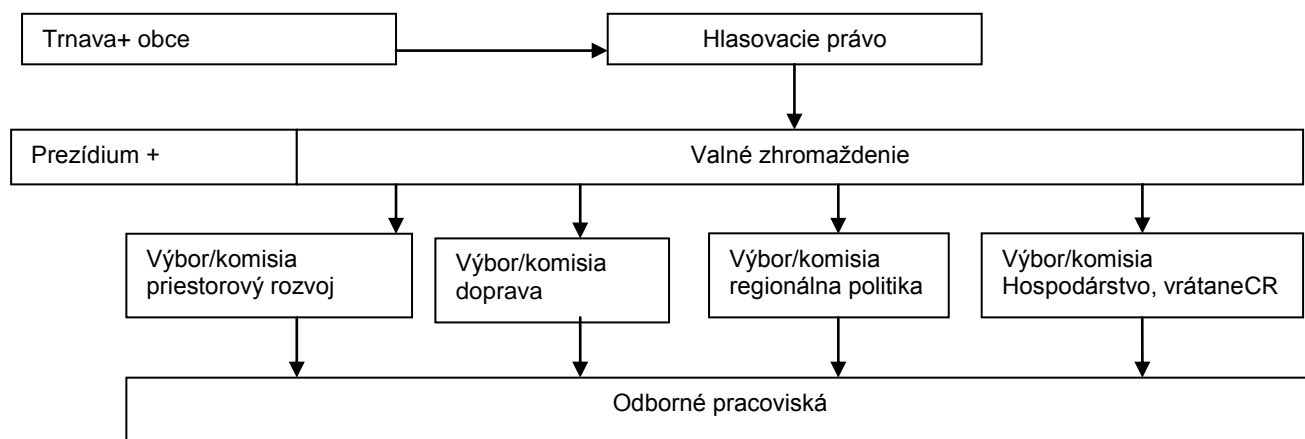 Trnava+ obce
Hlasovacie právo
Prezídium +
Valné zhromaždenie
Výbor/komisia
priestorový rozvoj
Výbor/komisia
doprava
Výbor/komisia
regionálna politika
Výbor/komisia
Hospodárstvo, vrátaneCR
Odborné pracoviská